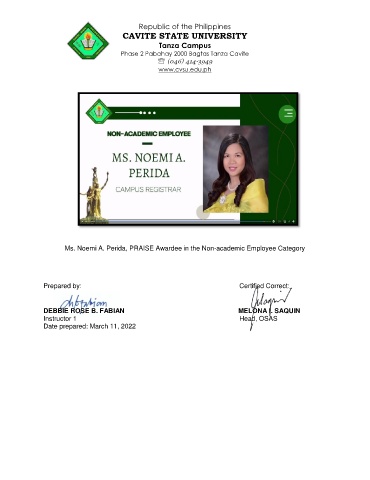 Republic of the Philippines
CAVITE STATE UNIVERSITY
Tanza Campus
Phase 2 Pabahay 2000 Bagtas Tanza Cavite
☏ (046) 414-3949
www.cvsu.edu.ph
NON-ACADEMIC EMPLOYEE
MS. NOEMI A.
PERIDA
CAMPUS REGISTRAR
Ms. Noemi A. Perida, PRAISE Awardee in the Non-academic Employee Category
Prepared by:
Certified Correct:
DEBBIE ROSE B. FABIAN
MELONA I. SAQUIN
Instructor 1
Head, OSAS
Date prepared: March 11, 2022